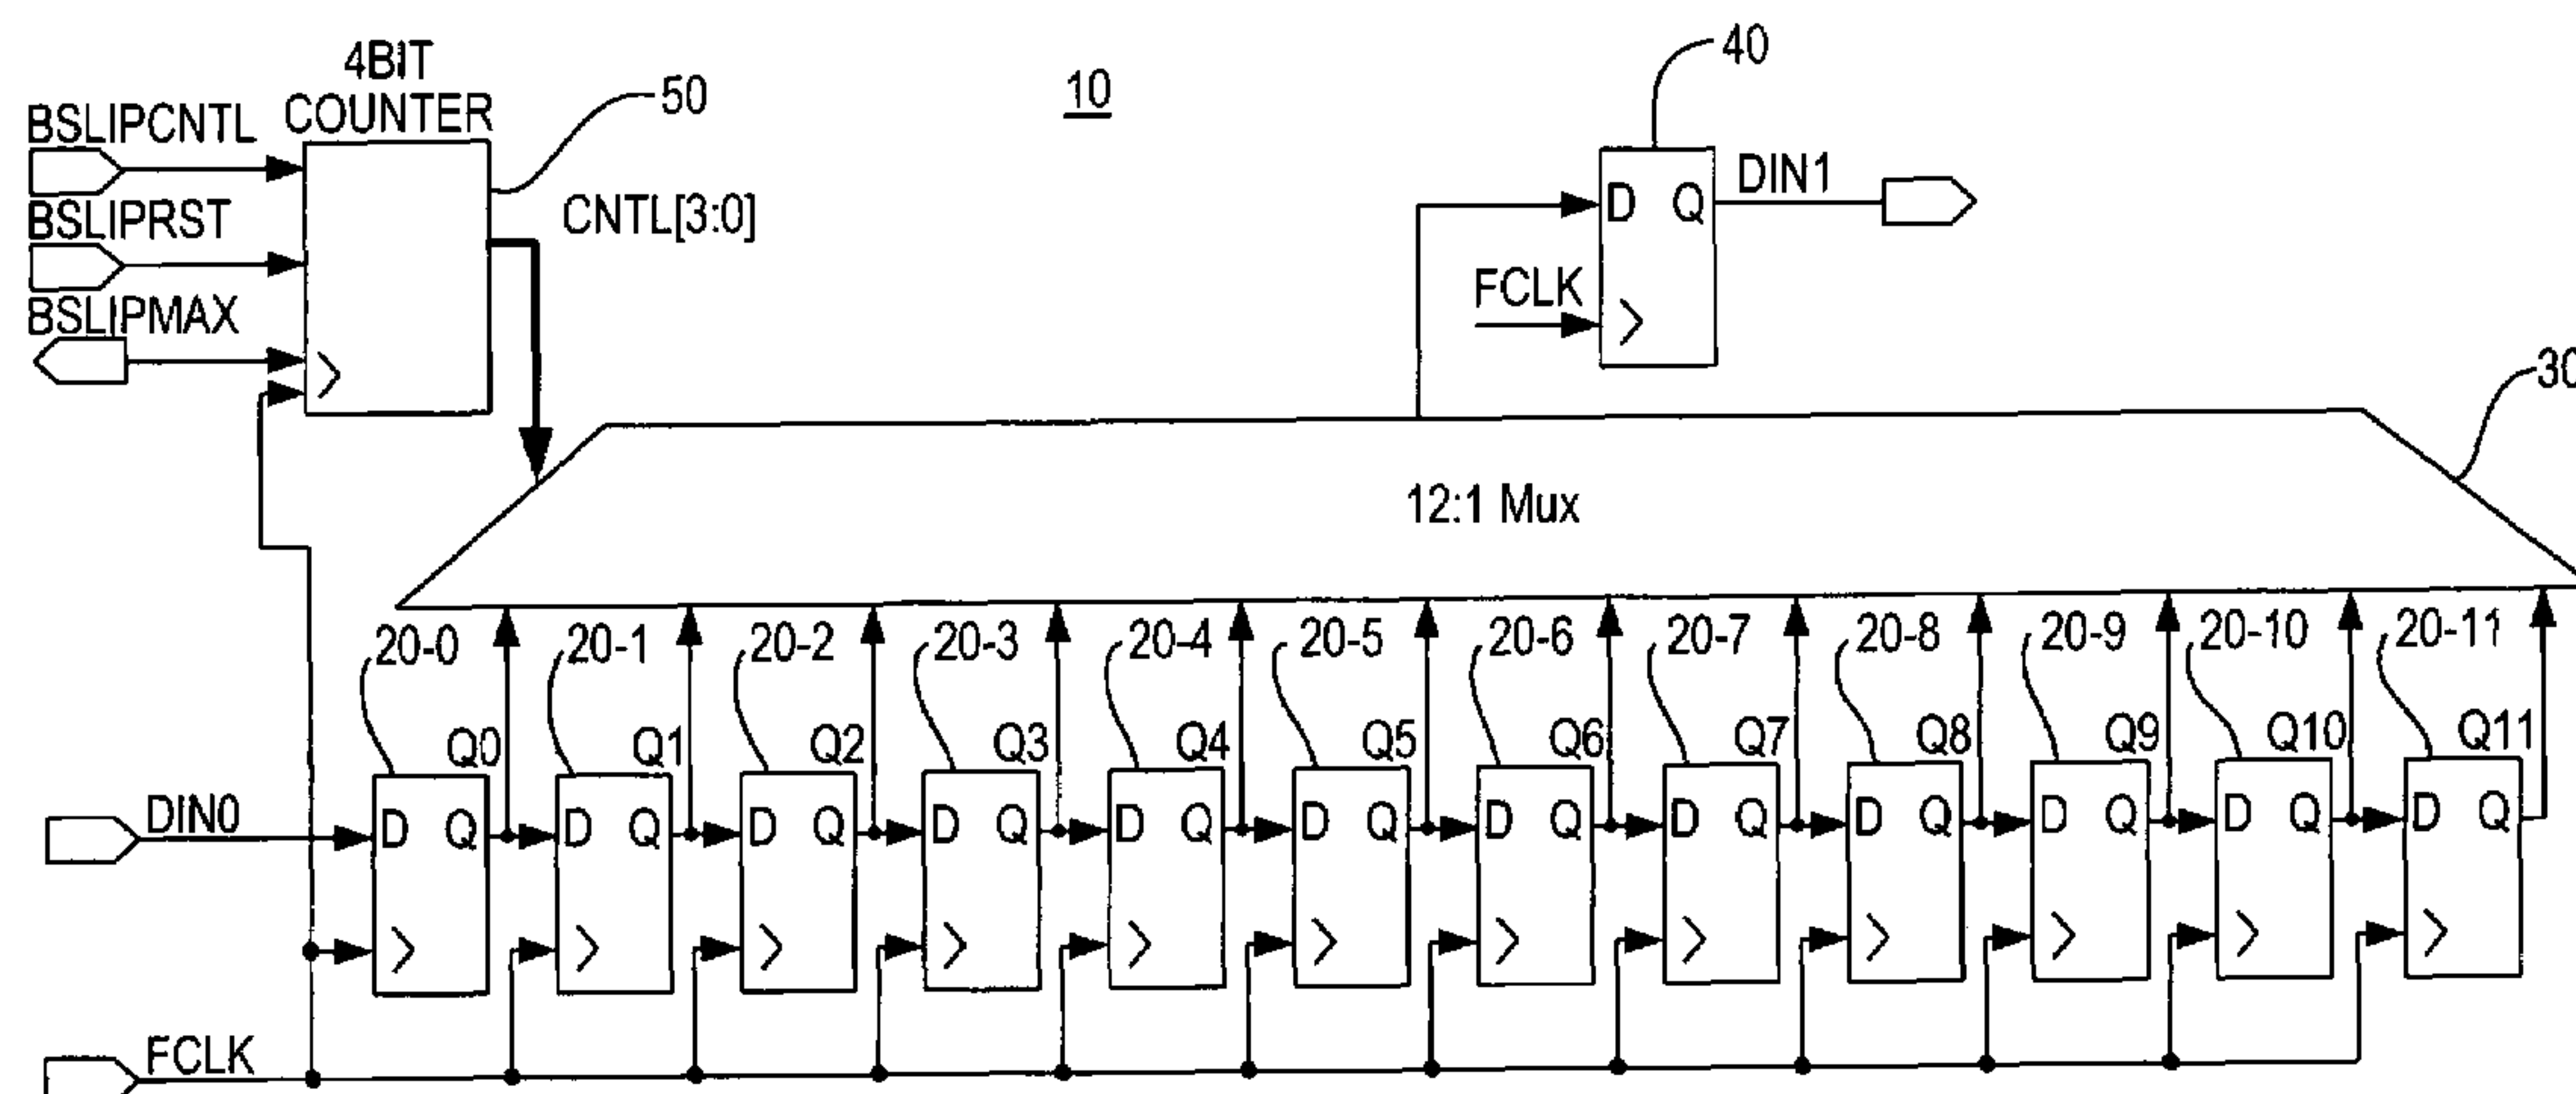 4BIT
COUNTER
50
BSLIPCNTL
BSLIPRST
BSLIPMAX
CNTL[3:0]
10
40
D Q
DIN1
FCLK
30
12:1 Mux
20-0 20-1 20-2 20-3 20-4 20-5 20-6 20-7 20-8 20-9 20-10 20-11
Q0 Q1 Q2 Q3 Q4 Q5 Q6 Q7 Q8 Q9 Q10 Q11
DIN0
D Q D Q D Q D Q D Q D Q D Q D Q D Q D Q D Q D Q
FCLK